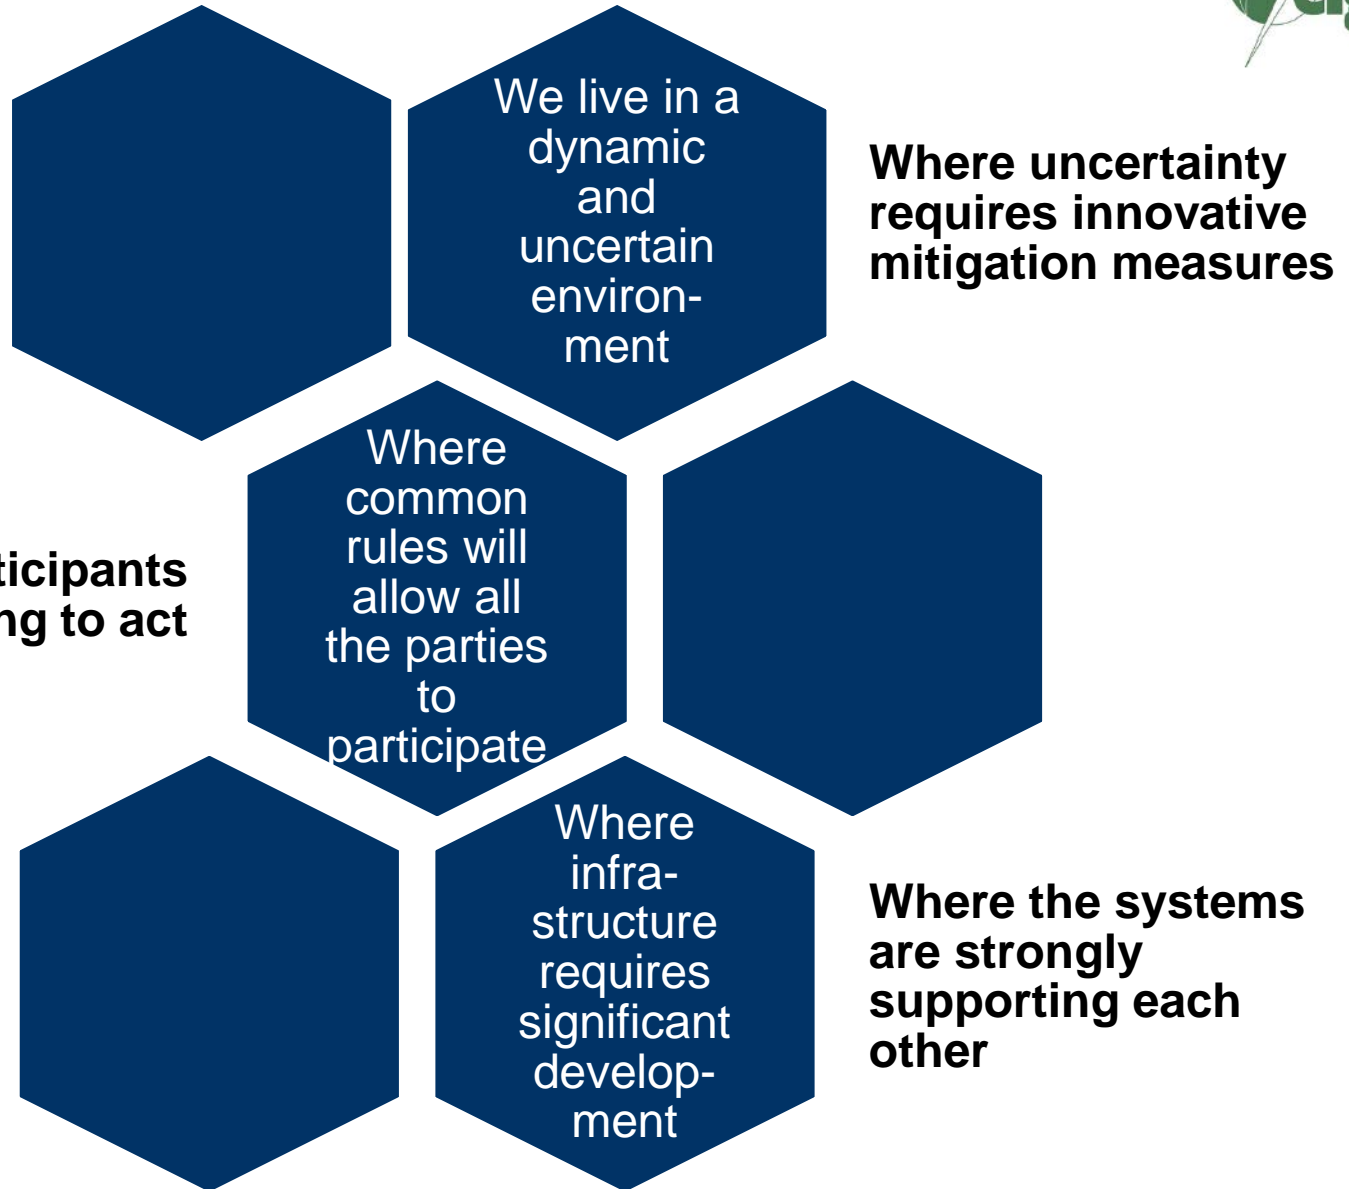 We live in a
dynamic
and
uncertain
environ-
ment
Where uncertainty
requires innovative
mitigation measures
Where
common
rules will
allow all
the parties
to
participate
to act
Where
infra-
structure
requires
significant
develop-
ment
Where the systems
are strongly
supporting each
other